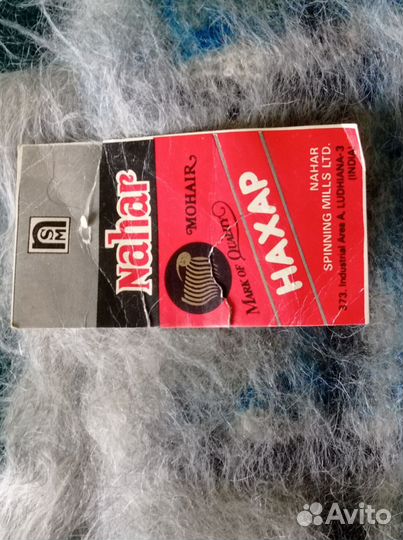 NSM
Nahar
MOHAIR
MARK OF QUALITY
НАХАР
NAHAR
SPINNING MILLS LTD.
373. Industrial Area A, LUDHIANA-3
(INDIA)
Avito